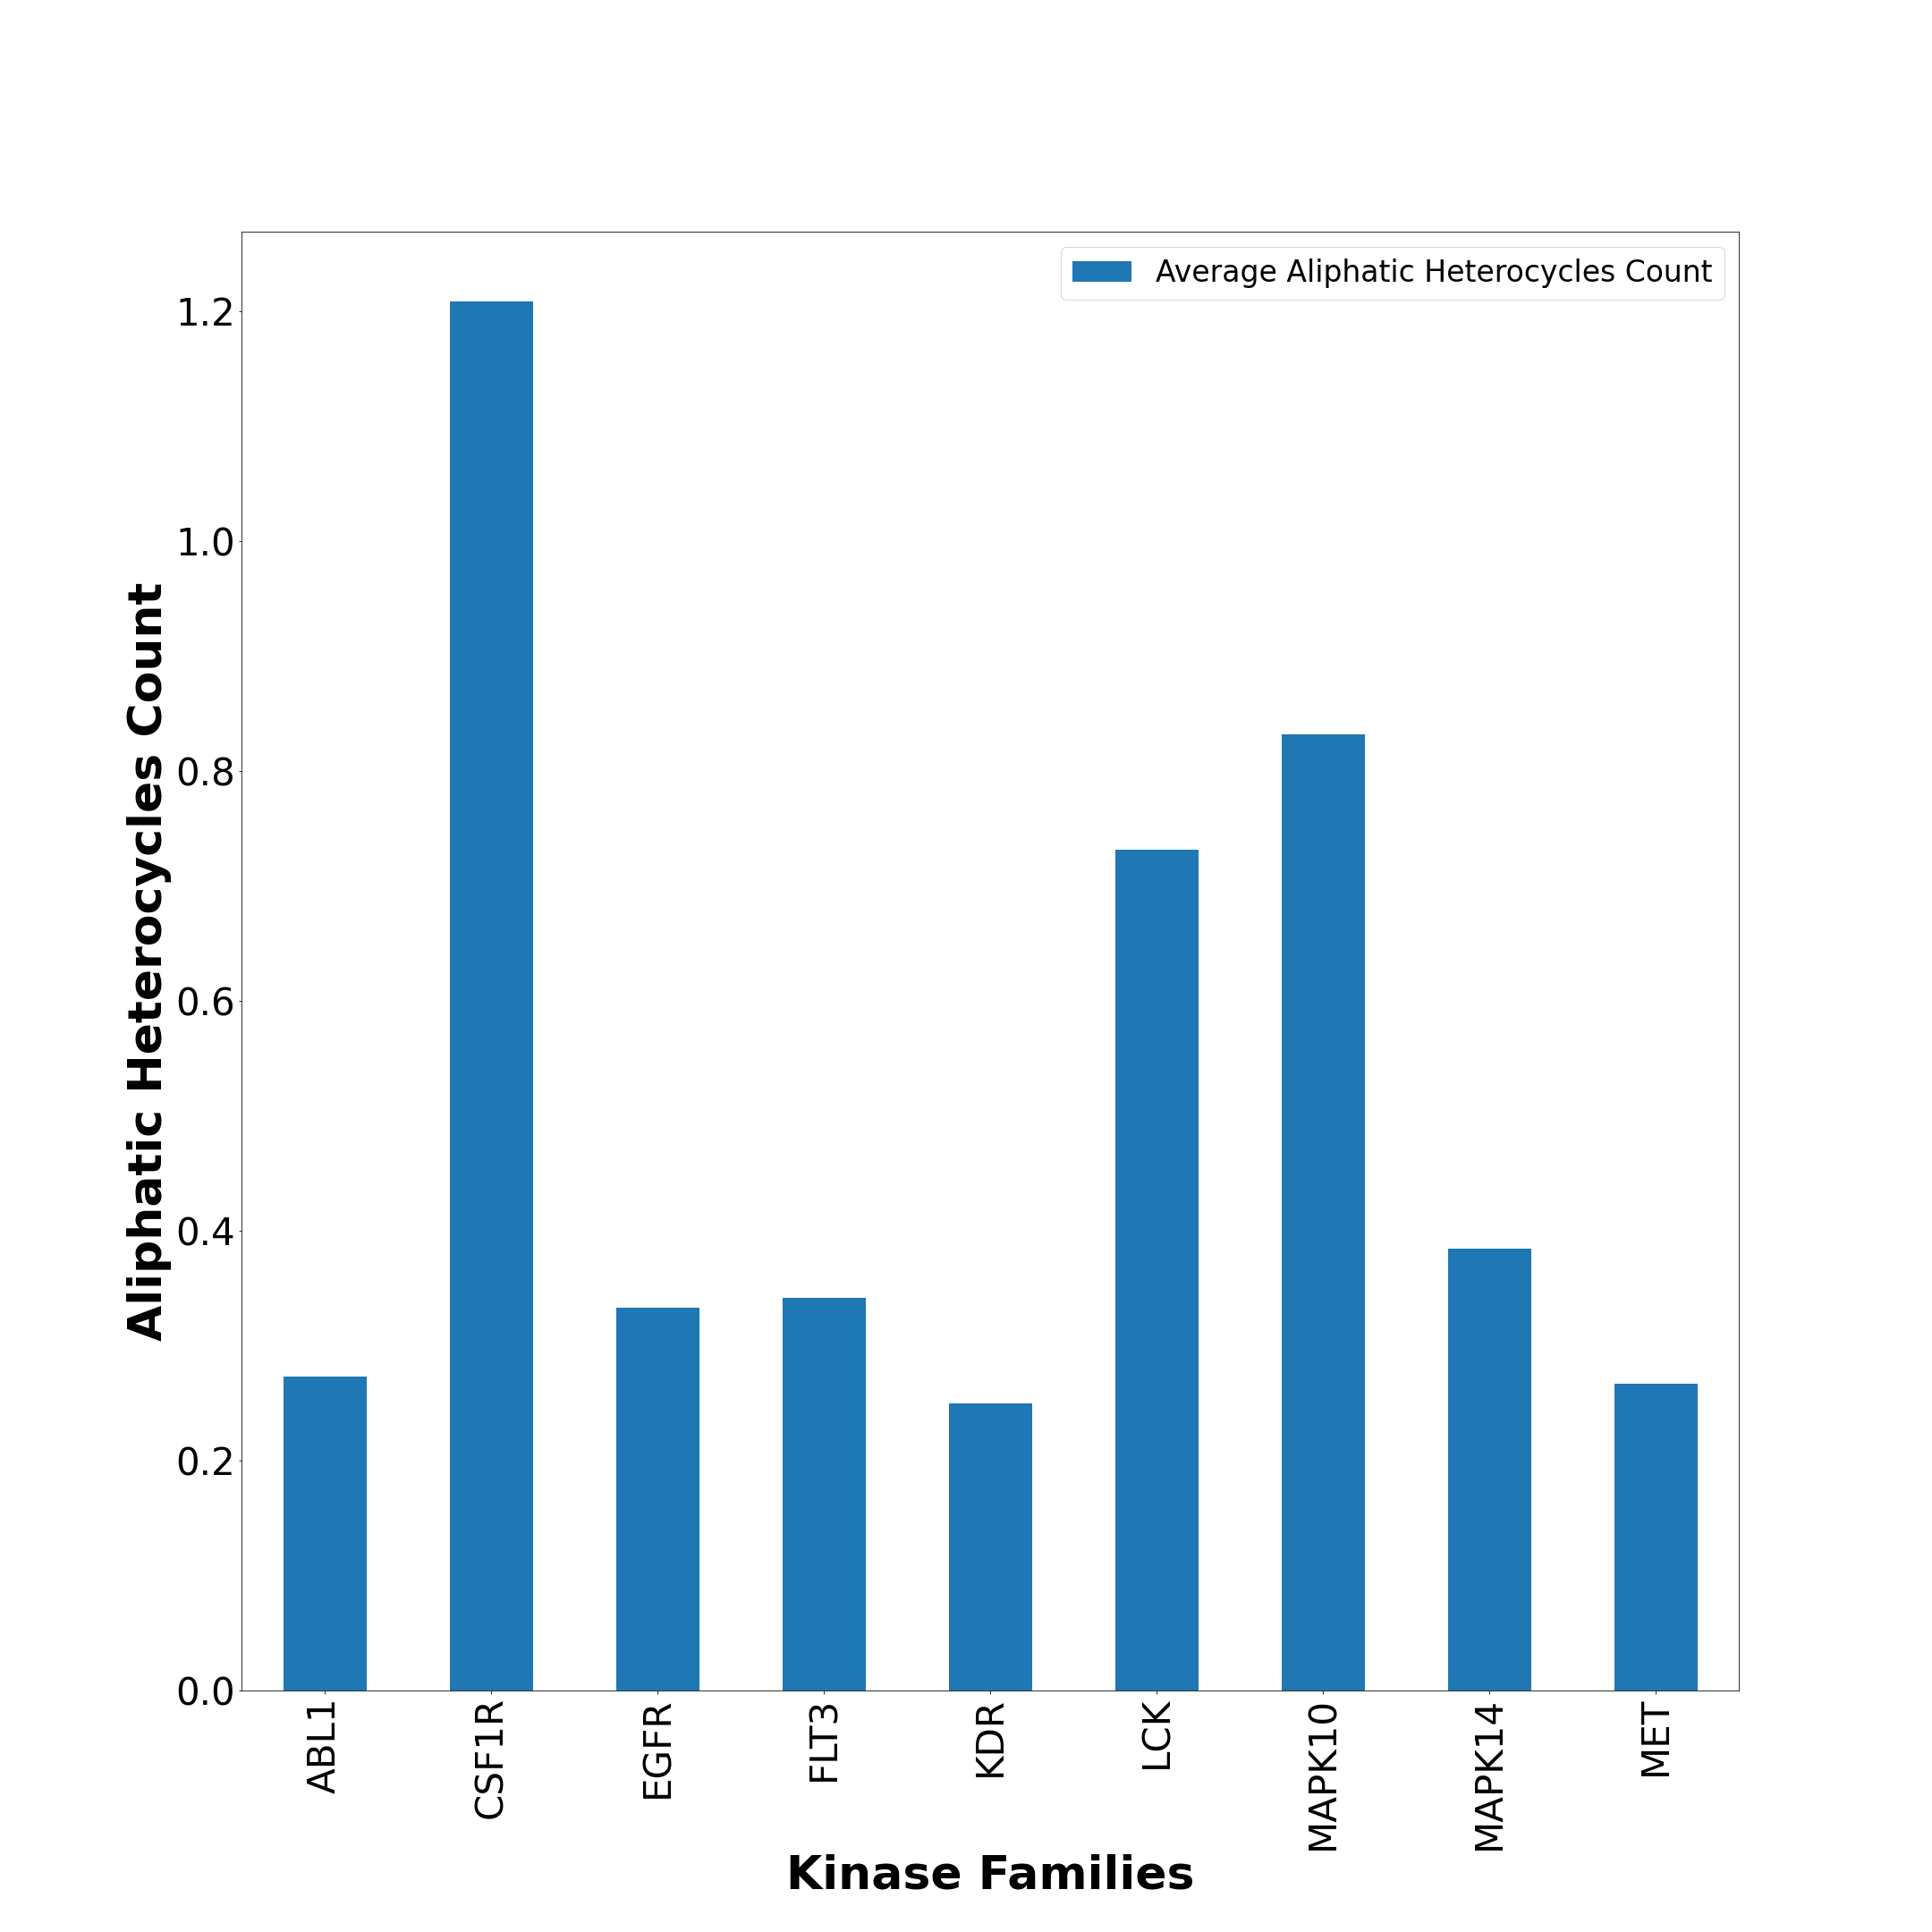 Average Aliphatic Heterocycles Count
Aliphatic Heterocycles Count
1.2
1.0
0.8
0.6
0.4
0.2
0.0
ABL1
CSF1R
EGFR
FLT3
KDR
LCK
MAPK10
MAPK14
MET
Kinase Families